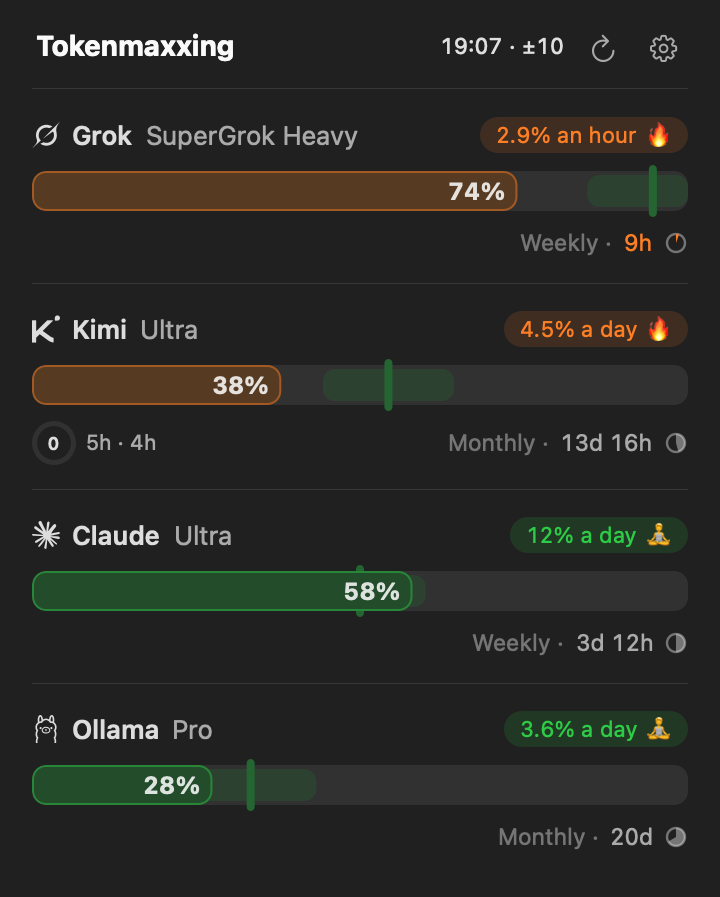 Tokenmaxxing 19:07 · ±10
Grok SuperGrok Heavy 2.9% an hour 🔥
74%
Weekly · 9h
Kimi Ultra 4.5% a day 🔥
38%
0 5h · 4h Monthly · 13d 16h
Claude Ultra 12% a day 🧘
58%
Weekly · 3d 12h
Ollama Pro 3.6% a day 🧘
28%
Monthly · 20d